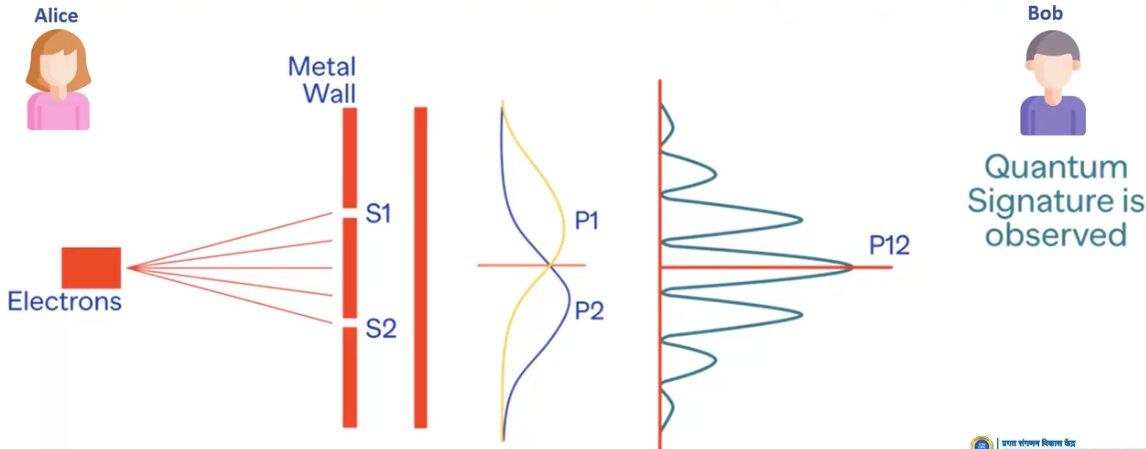 Alice
Bob
Metal
Wall
S1
S2
Electrons
P1
P2
P12
Quantum
Signature is
observed
प्रगत संगणन विकास केंद्र